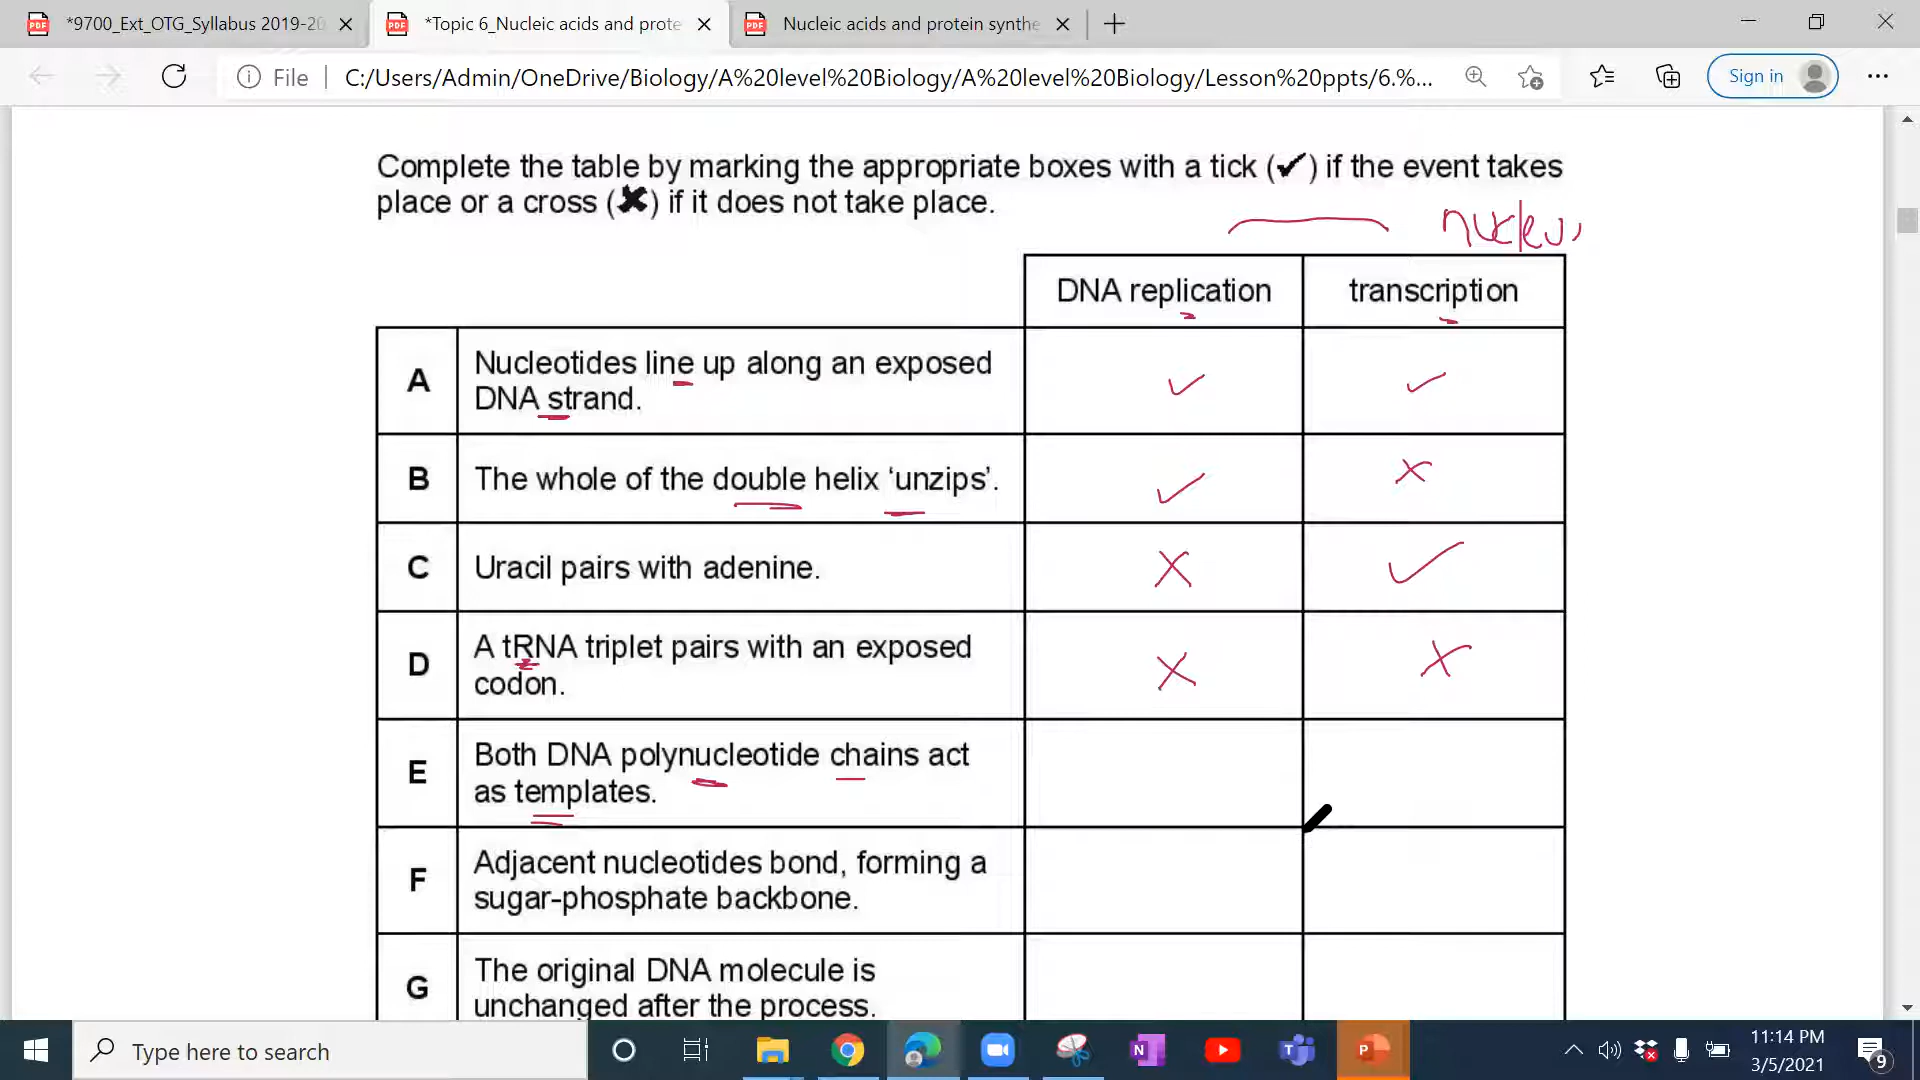 *9700_Ext_OTG_Syllabus 2019-20
*Topic 6_Nucleic acids and prote
Nucleic acids and protein synthe
File
C:/Users/Admin/OneDrive/Biology/A%20level%20Biology/A%20level%20Biology/Lesson%20ppts/6.%...
Sign in
Complete the table by marking the appropriate boxes with a tick (✔) if the event takes
place or a cross (✘) if it does not take place.
nucleus
DNA replication
transcription
A
Nucleotides line up along an exposed
DNA strand.
✓
✓
B
The whole of the double helix ‘unzips’.
✓
✗
C
Uracil pairs with adenine.
✗
✓
D
A tRNA triplet pairs with an exposed
codon.
✗
✗
E
Both DNA polynucleotide chains act
as templates.
F
Adjacent nucleotides bond, forming a
sugar-phosphate backbone.
G
The original DNA molecule is
unchanged after the process.
Type here to search
11:14 PM
3/5/2021
9